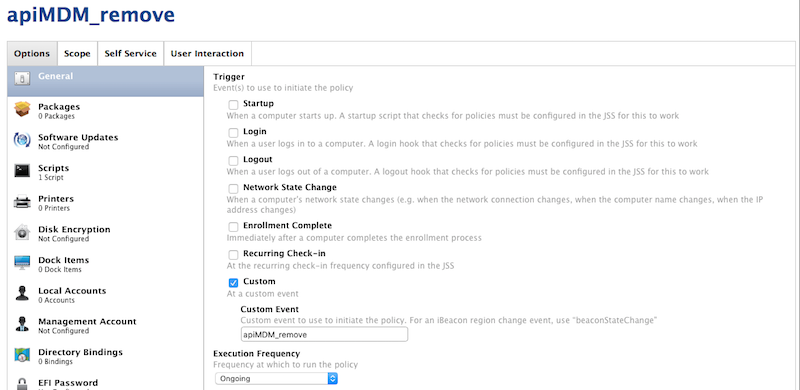 apiMDM_remove
Options
Scope
Self Service
User Interaction
General
Packages
0 Packages
Software Updates
Not Configured
Scripts
1 Script
Printers
0 Printers
Disk Encryption
Not Configured
Dock Items
0 Dock Items
Local Accounts
0 Accounts
Management Account
Not Configured
Directory Bindings
0 Bindings
EFI Password
Trigger
Event(s) to use to initiate the policy
Startup
When a computer starts up. A startup script that checks for policies must be configured in the JSS for this to work
Login
When a user logs in to a computer. A login hook that checks for policies must be configured in the JSS for this to work
Logout
When a user logs out of a computer. A logout hook that checks for policies must be configured in the JSS for this to work
Network State Change
When a computer's network state changes (e.g. when the network connection changes, when the computer name changes, when the IP
address changes)
Enrollment Complete
Immediately after a computer completes the enrollment process
Recurring Check-in
At the recurring check-in frequency configured in the JSS
Custom
At a custom event
Custom Event
Custom event to use to initiate the policy. For an iBeacon region change event, use "beaconStateChange"
apiMDM_remove
Execution Frequency
Frequency at which to run the policy
Ongoing